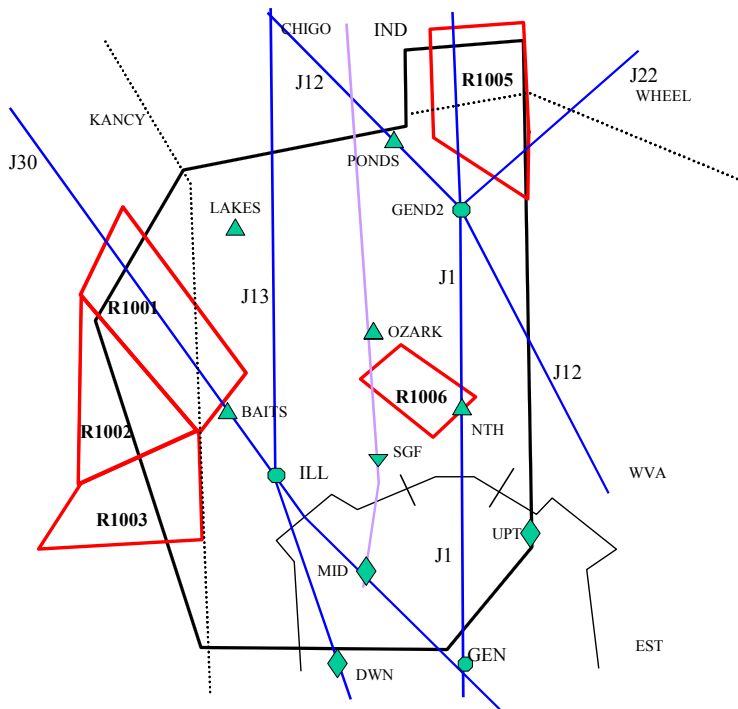 CHIGO
IND
J12
J22
R1005
WHEEL
KANCY
J30
PONDS
LAKES
GEND2
J1
J13
R1001
OZARK
J12
R1006
BAITS
R1002
NTH
SGF
ILL
WVA
R1003
UPT
J1
MID
EST
GEN
DWN